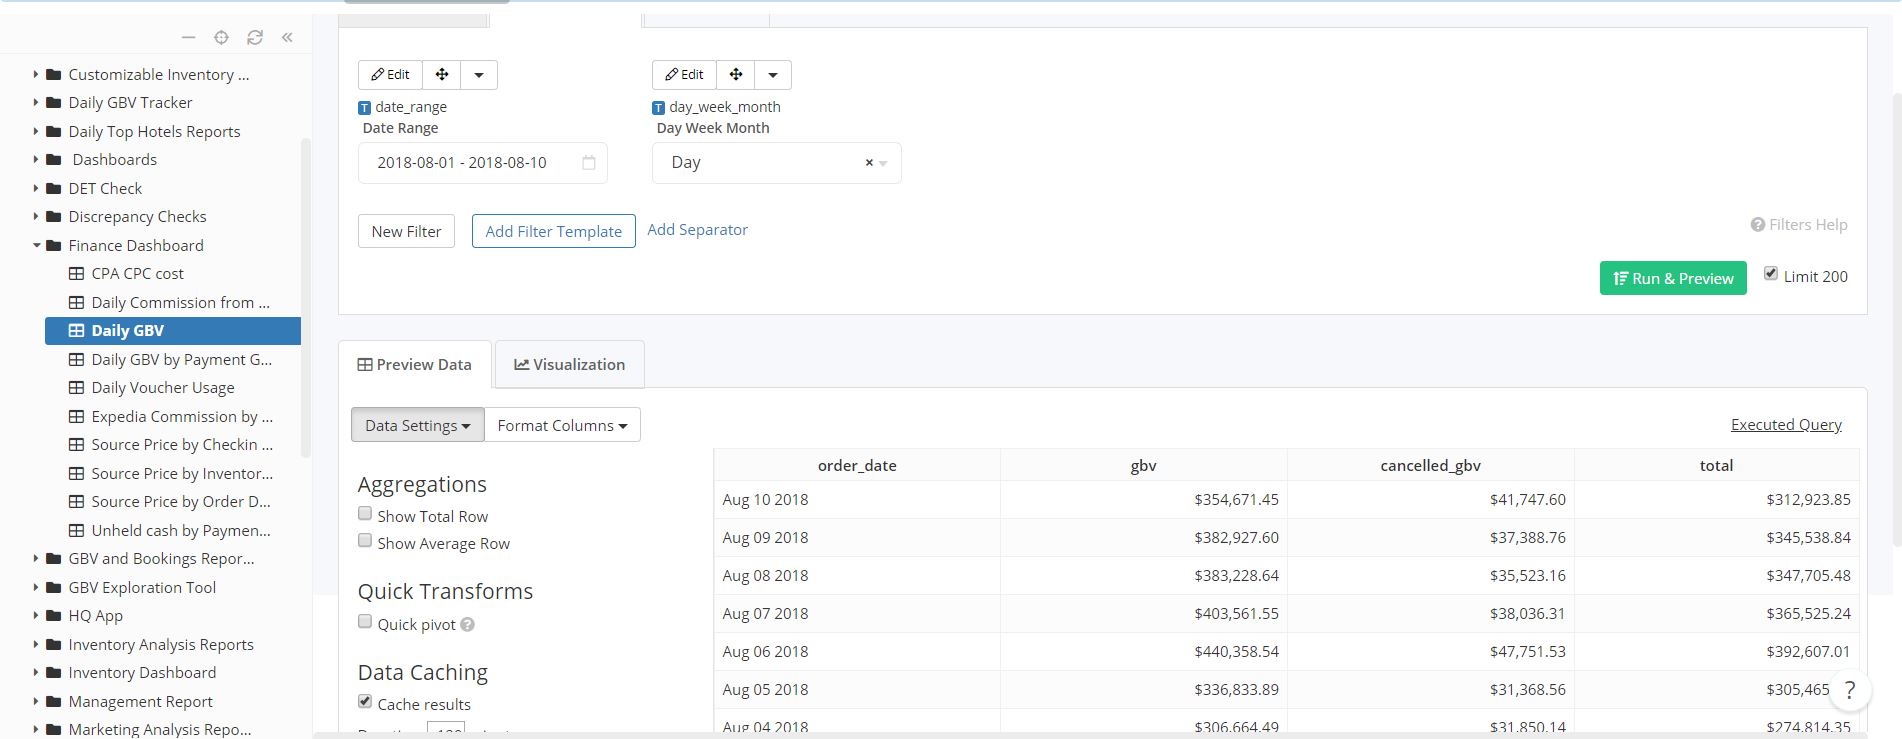 Customizable Inventory ...
Daily GBV Tracker
Daily Top Hotels Reports
Dashboards
DET Check
Discrepancy Checks
Finance Dashboard
CPA CPC cost
Daily Commission from ...
Daily GBV
Daily GBV by Payment G...
Daily Voucher Usage
Expedia Commission by ...
Source Price by Checkin ...
Source Price by Inventor...
Source Price by Order D...
Unheld cash by Paymen...
GBV and Bookings Repor...
GBV Exploration Tool
HQ App
Inventory Analysis Reports
Inventory Dashboard
Management Report
Marketing Analysis Repo...
Edit Edit
T date_range T day_week_month
Date Range Day Week Month
2018-08-01 - 2018-08-10 Day ×
New Filter Add Filter Template Add Separator
? Filters Help
Run & Preview Limit 200
Preview Data Visualization
Data Settings Format Columns Executed Query
Aggregations
Show Total Row
Show Average Row
Quick Transforms
Quick pivot ?
Data Caching
Cache results
order_date gbv cancelled_gbv total
Aug 10 2018 $354,671.45 $41,747.60 $312,923.85
Aug 09 2018 $382,927.60 $37,388.76 $345,538.84
Aug 08 2018 $383,228.64 $35,523.16 $347,705.48
Aug 07 2018 $403,561.55 $38,036.31 $365,525.24
Aug 06 2018 $440,358.54 $47,751.53 $392,607.01
Aug 05 2018 $336,833.89 $31,368.56 $305,465.
Aug 04 2018 $306,664.49 $31,850.14 $274,814.35
?